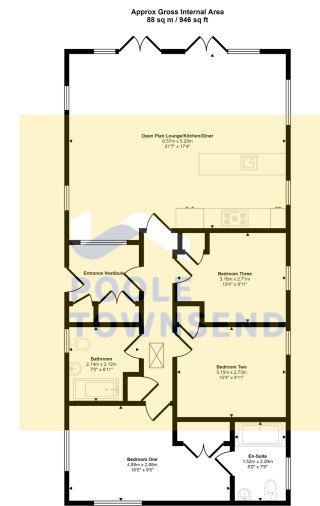 Approx Gross Internal Area
88 sq m / 946 sq ft
Open Plan Lounge/Kitchen/Diner
6.57m x 5.29m
21'7" x 17'4"
Entrance Vestibule
Bedroom Three
3.16m x 2.71m
10'4" x 8'11"
POOLE
TOWNSEND
Bathroom
2.14m x 2.12m
7'0" x 6'11"
Bedroom Two
3.15m x 2.73m
10'4" x 8'11"
Bedroom One
4.88m x 2.88m
16'0" x 9'5"
En-Suite
1.52m x 2.29m
5'0" x 7'6"